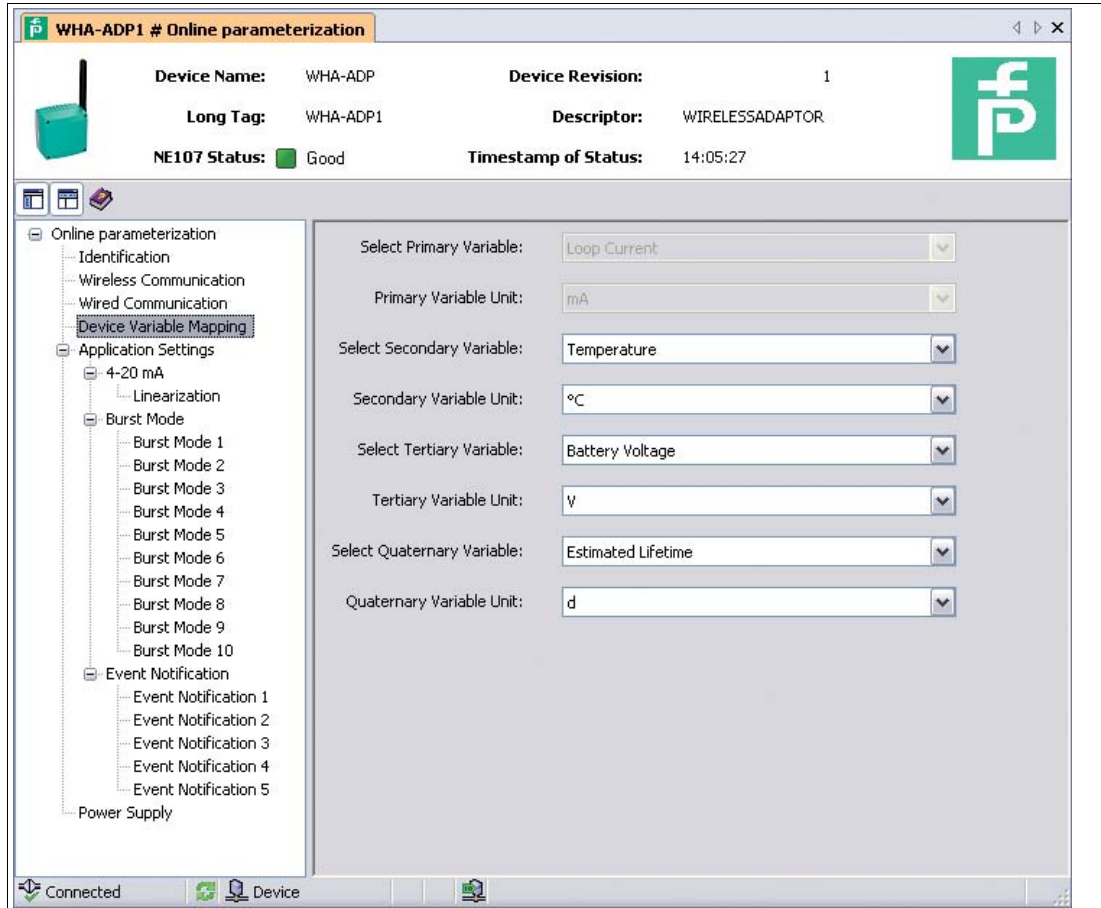 WHA-ADP1 # Online parameterization
Device Name: WHA-ADP Device Revision: 1
Long Tag: WHA-ADP1 Descriptor: WIRELESSADAPTOR
NE107 Status: Good Timestamp of Status: 14:05:27
Online parameterization
Identification
Wireless Communication
Wired Communication
Device Variable Mapping
Application Settings
4-20 mA
Linearization
Burst Mode
Burst Mode 1
Burst Mode 2
Burst Mode 3
Burst Mode 4
Burst Mode 5
Burst Mode 6
Burst Mode 7
Burst Mode 8
Burst Mode 9
Burst Mode 10
Event Notification
Event Notification 1
Event Notification 2
Event Notification 3
Event Notification 4
Event Notification 5
Power Supply
Select Primary Variable: Loop Current
Primary Variable Unit: mA
Select Secondary Variable: Temperature
Secondary Variable Unit: °C
Select Tertiary Variable: Battery Voltage
Tertiary Variable Unit: V
Select Quaternary Variable: Estimated Lifetime
Quaternary Variable Unit: d
Connected Device